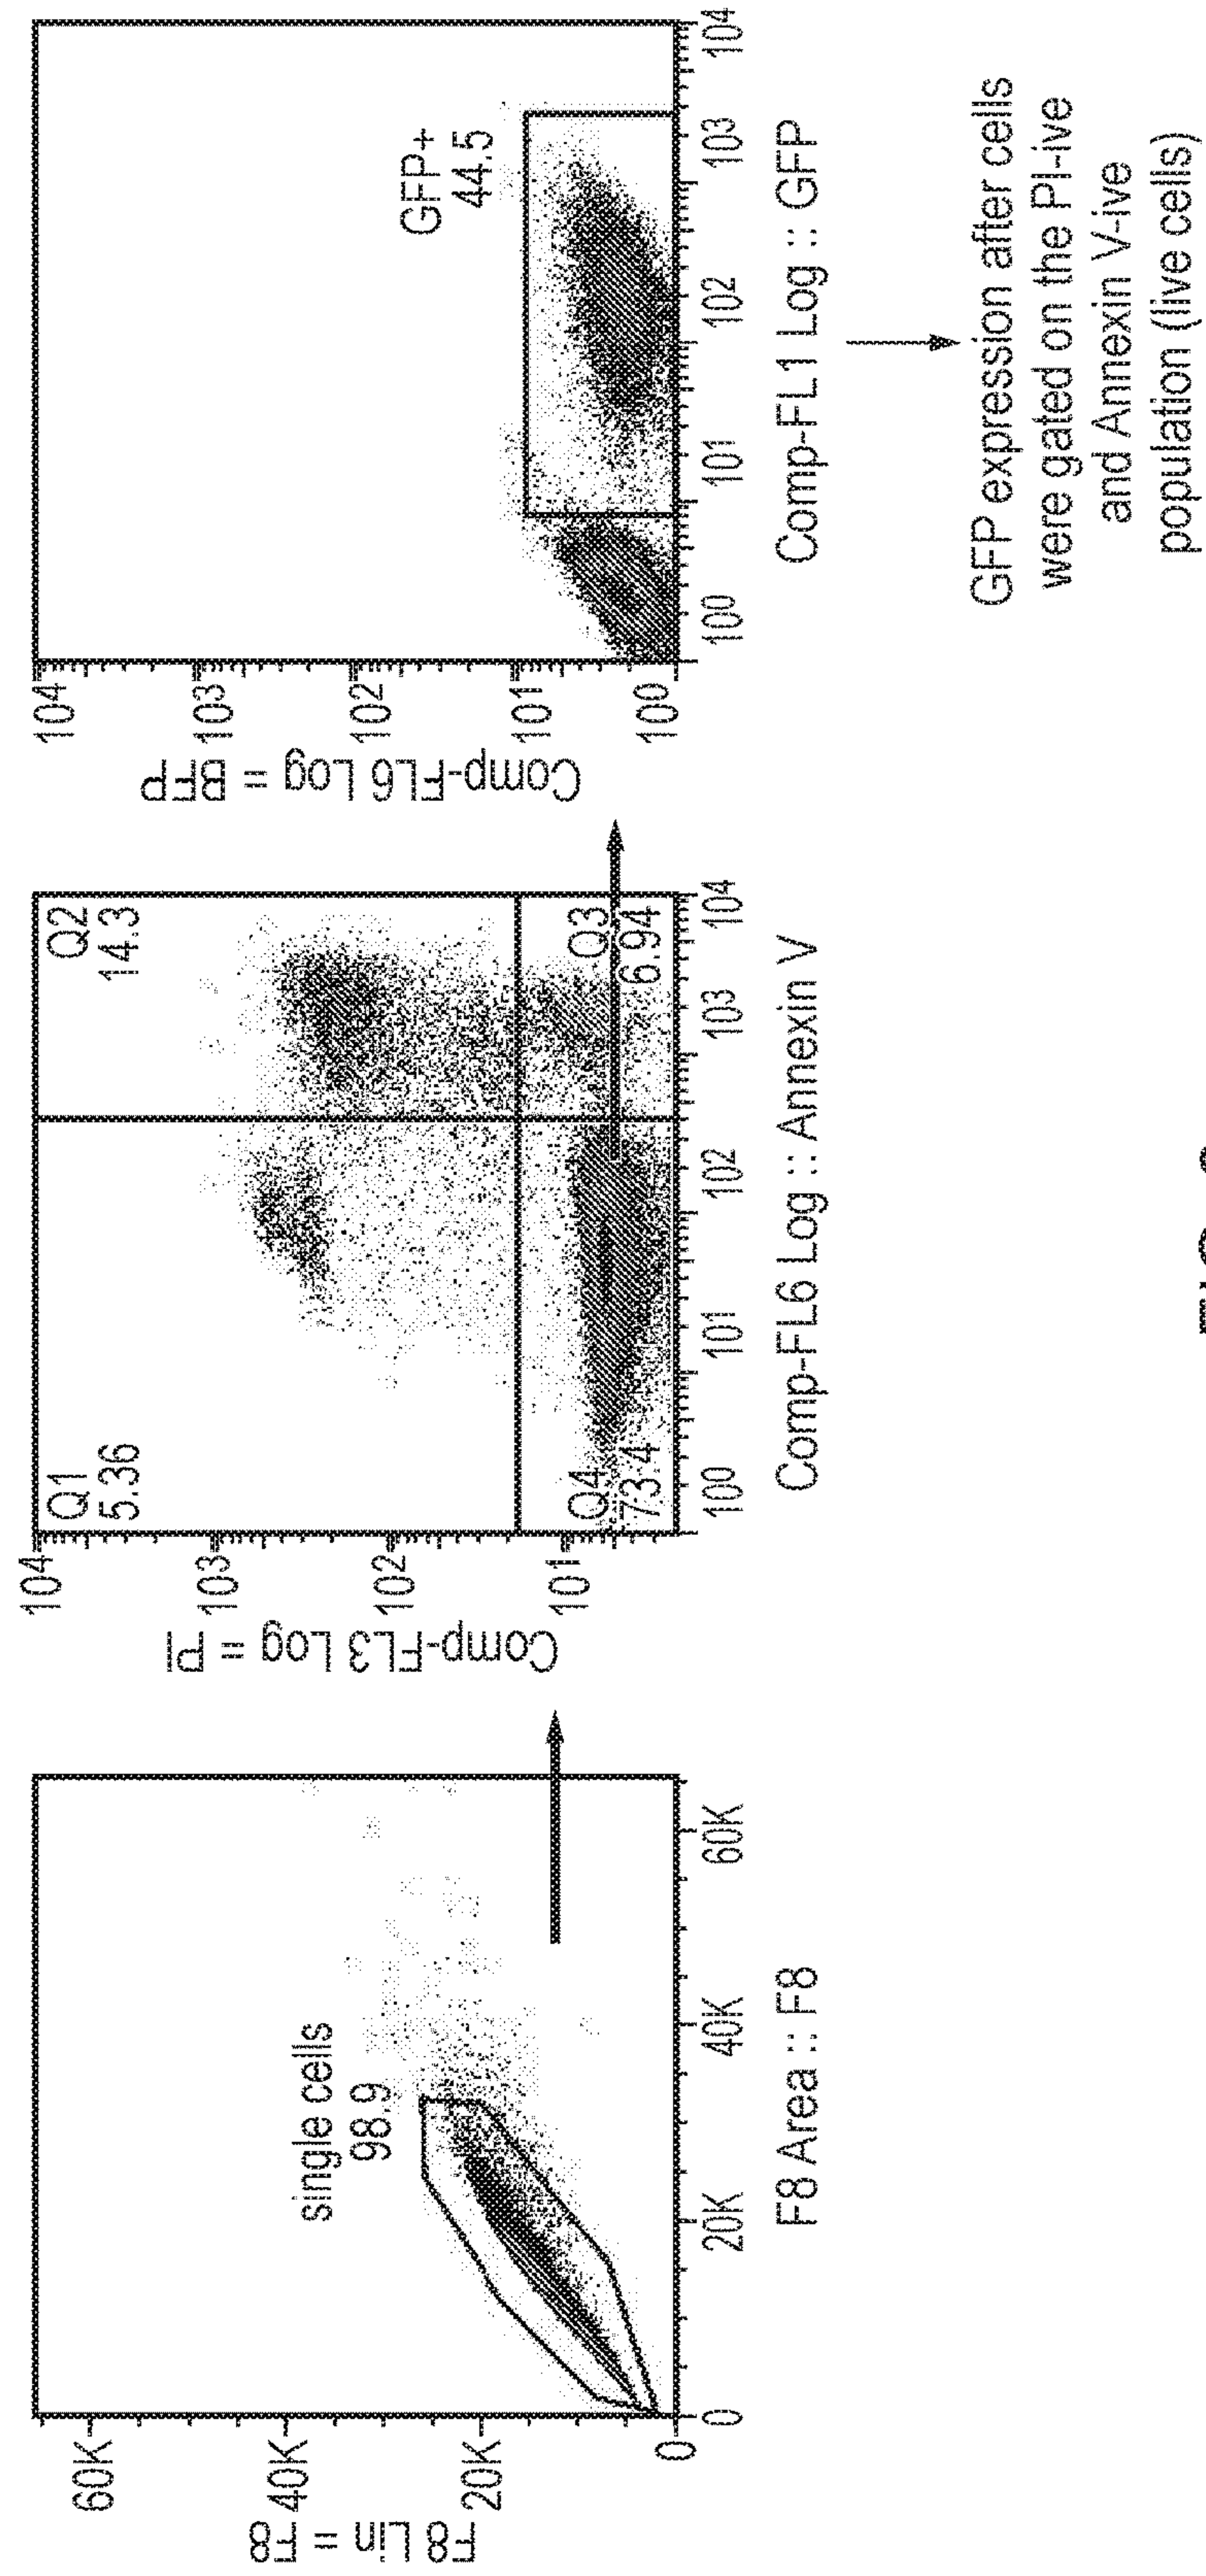 F8 Lin = F8
60K
40K
20K
0
single cells
98.9
0
20K
40K
60K
F8 Area :: F8
Comp-FL3 Log = PI
10⁴
10³
10²
10¹
Q1
5.36
Q2
14.3
Q4
73.4
Q3
6.94
10⁰
10¹
10²
10³
10⁴
Comp-FL6 Log :: Annexin V
Comp-FL6 Log = BFP
10⁴
10³
10²
10¹
10⁰
GFP+
44.5
10⁰
10¹
10²
10³
10⁴
Comp-FL1 Log :: GFP
GFP expression after cells
were gated on the PI-ive
and Annexin V-ive
population (live cells)